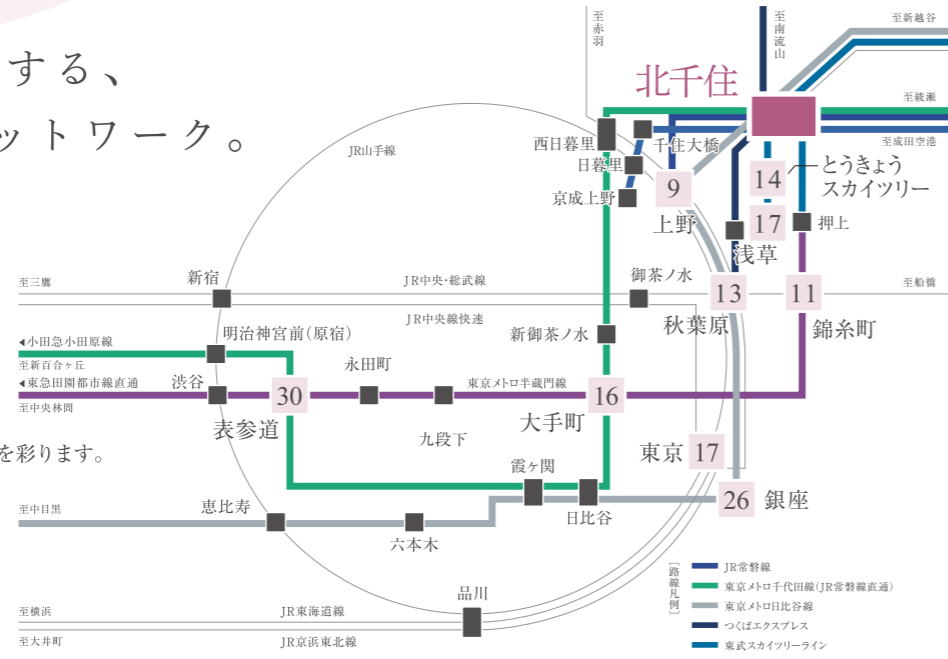 する、
ットワーク。
を彩ります。
至赤羽
至南流山
至新越谷
北千住
至綾瀬
至成田空港
西日暮里
千住大橋
日暮里
京成上野
9
上野
14
とうきょう
スカイツリー
17
浅草
押上
JR山手線
新宿
至三鷹
JR中央・総武線
御茶ノ水
13
秋葉原
11
錦糸町
至船橋
JR中央線快速
新御茶ノ水
◀小田急小田原線
至新百合ヶ丘
明治神宮前(原宿)
◀東急田園都市線直通
至中央林間
渋谷
30
表参道
永田町
九段下
東京メトロ半蔵門線
16
大手町
東京
17
霞ヶ関
日比谷
26
銀座
至中目黒
恵比寿
六本木
品川
至横浜
JR東海道線
至大井町
JR京浜東北線
[路線凡例]
JR常磐線
東京メトロ千代田線(JR常磐線直通)
東京メトロ日比谷線
つくばエクスプレス
東武スカイツリーライン